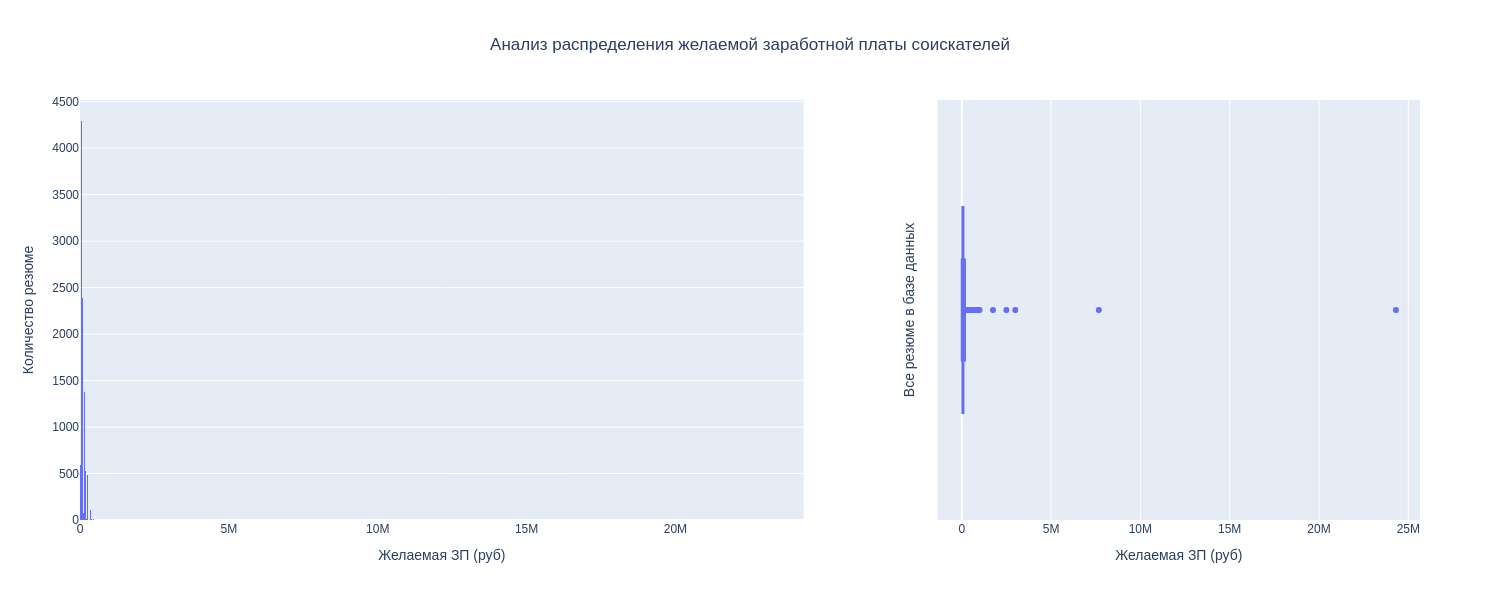 Анализ распределения желаемой заработной платы соискателей
4500
4000
3500
3000
2500
2000
1500
1000
500
0
Количество резюме
0 5M 10M 15M 20M
Желаемая ЗП (руб)
Все резюме в базе данных
0 5M 10M 15M 20M 25M
Желаемая ЗП (руб)